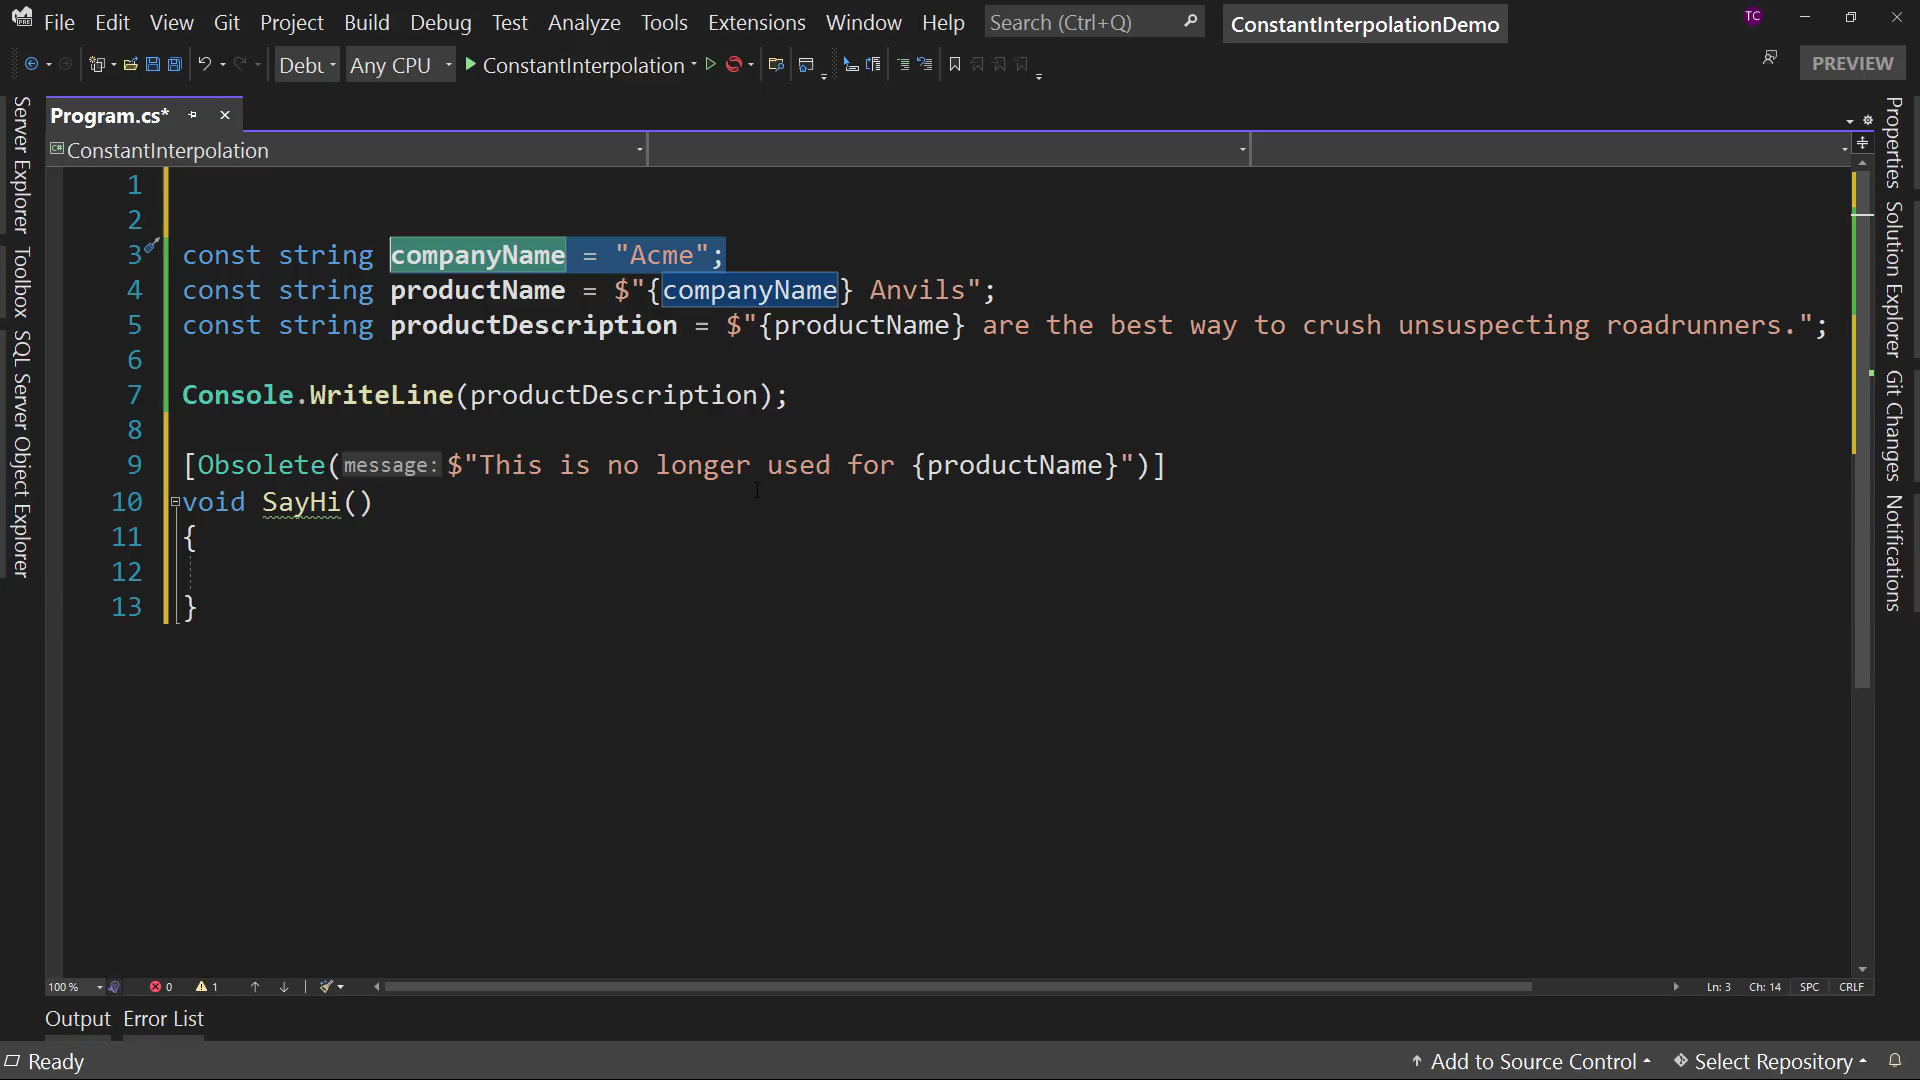 File Edit View Git Project Build Debug Test Analyze Tools Extensions Window Help Search (Ctrl+Q) ConstantInterpolationDemo TC
Debu Any CPU ConstantInterpolation PREVIEW
Program.cs*
ConstantInterpolation
1
2
3 const string companyName = "Acme";
4 const string productName = $"{companyName} Anvils";
5 const string productDescription = $"{productName} are the best way to crush unsuspecting roadrunners.";
6
7 Console.WriteLine(productDescription);
8
9 [Obsolete(message: $"This is no longer used for {productName}")]
10 void SayHi()
11 {
12
13 }
Server Explorer
Toolbox
SQL Server Object Explorer
Properties
Solution Explorer
Git Changes
Notifications
100 % 0 1 Ln: 3 Ch: 14 SPC CRLF
Output Error List
Ready Add to Source Control Select Repository